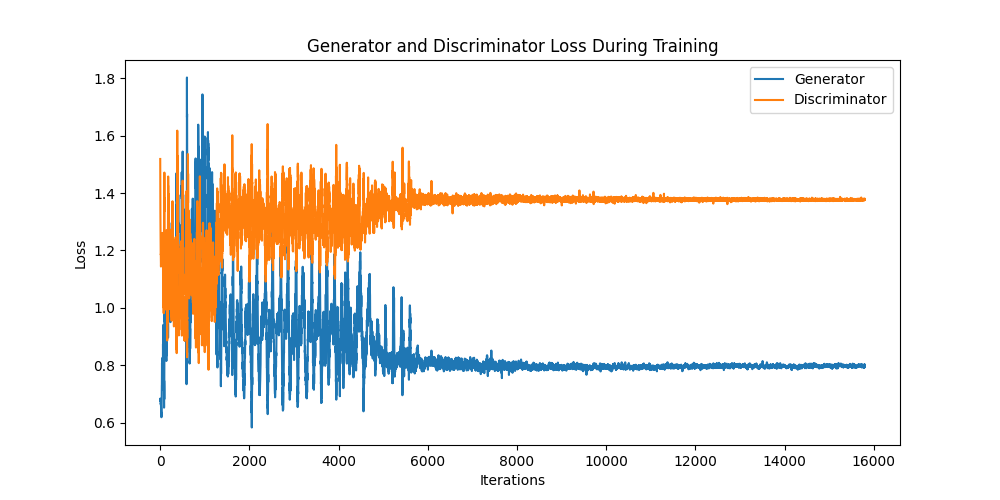 Generator and Discriminator Loss During Training
Generator
Discriminator
Loss
1.8
1.6
1.4
1.2
1.0
0.8
0.6
0 2000 4000 6000 8000 10000 12000 14000 16000
Iterations